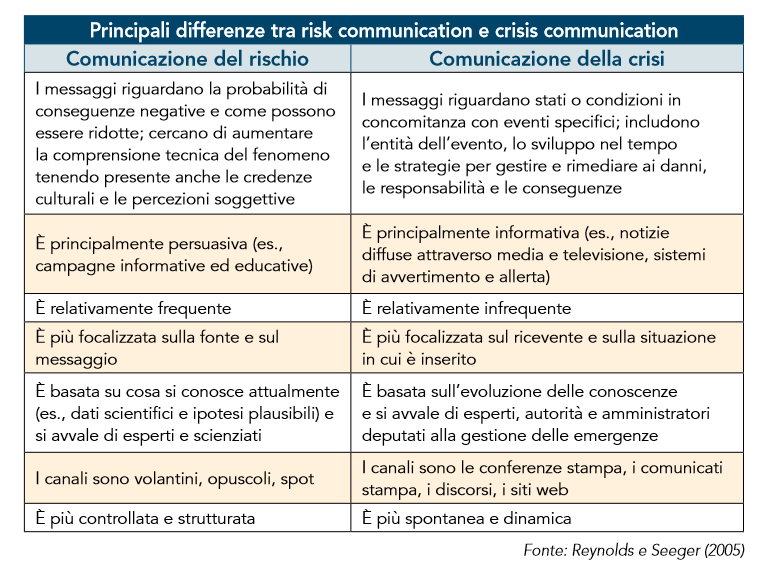 Principali differenze tra risk communication e crisis communication
Comunicazione del rischio
Comunicazione della crisi
I messaggi riguardano la probabilità di
conseguenze negative e come possono
essere ridotte; cercano di aumentare
la comprensione tecnica del fenomeno
tenendo presente anche le credenze
culturali e le percezioni soggettive
I messaggi riguardano stati o condizioni in
concomitanza con eventi specifici; includono
l’entità dell’evento, lo sviluppo nel tempo
e le strategie per gestire e rimediare ai danni,
le responsabilità e le conseguenze
È principalmente persuasiva (es.,
campagne informative ed educative)
È principalmente informativa (es., notizie
diffuse attraverso media e televisione, sistemi
di avvertimento e allerta)
È relativamente frequente
È relativamente infrequente
È più focalizzata sulla fonte e sul
messaggio
È più focalizzata sul ricevente e sulla situazione
in cui è inserito
È basata su cosa si conosce attualmente
(es., dati scientifici e ipotesi plausibili) e
si avvale di esperti e scienziati
È basata sull’evoluzione delle conoscenze
e si avvale di esperti, autorità e amministratori
deputati alla gestione delle emergenze
I canali sono volantini, opuscoli, spot
I canali sono le conferenze stampa, i comunicati
stampa, i discorsi, i siti web
È più controllata e strutturata
È più spontanea e dinamica
Fonte: Reynolds e Seeger (2005)